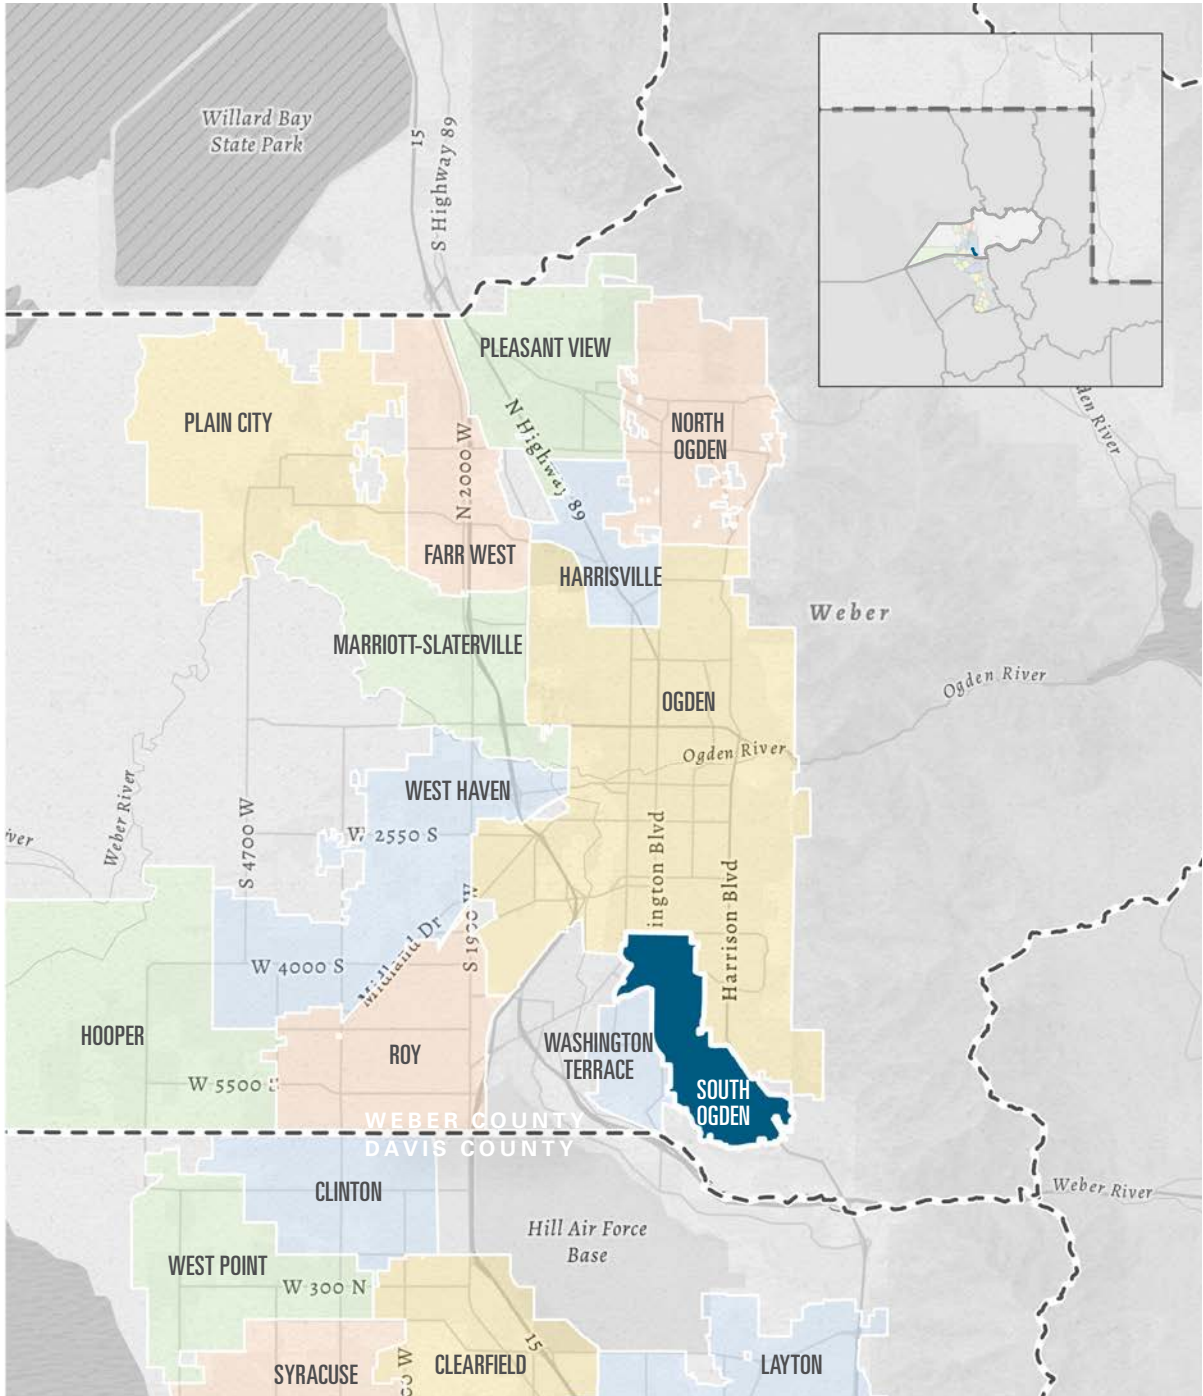 Willard Bay
State Park
15
S Highway 89
PLEASANT VIEW
PLAIN CITY
NORTH
OGDEN
N Highway 89
N 2000 W
FARR WEST
HARRISVILLE
Weber
MARRIOTT-SLATERVILLE
OGDEN
Ogden River
Ogden River
WEST HAVEN
Weber River
S 4700 W
W 2550 S
ington Blvd
Harrison Blvd
S 1900 W
Midland Dr
W 4000 S
HOOPER
ROY
WASHINGTON
TERRACE
W 5500 S
SOUTH
OGDEN
WEBER COUNTY
DAVIS COUNTY
CLINTON
Weber River
Hill Air Force
Base
WEST POINT
W 300 N
15
SYRACUSE
CLEARFIELD
LAYTON